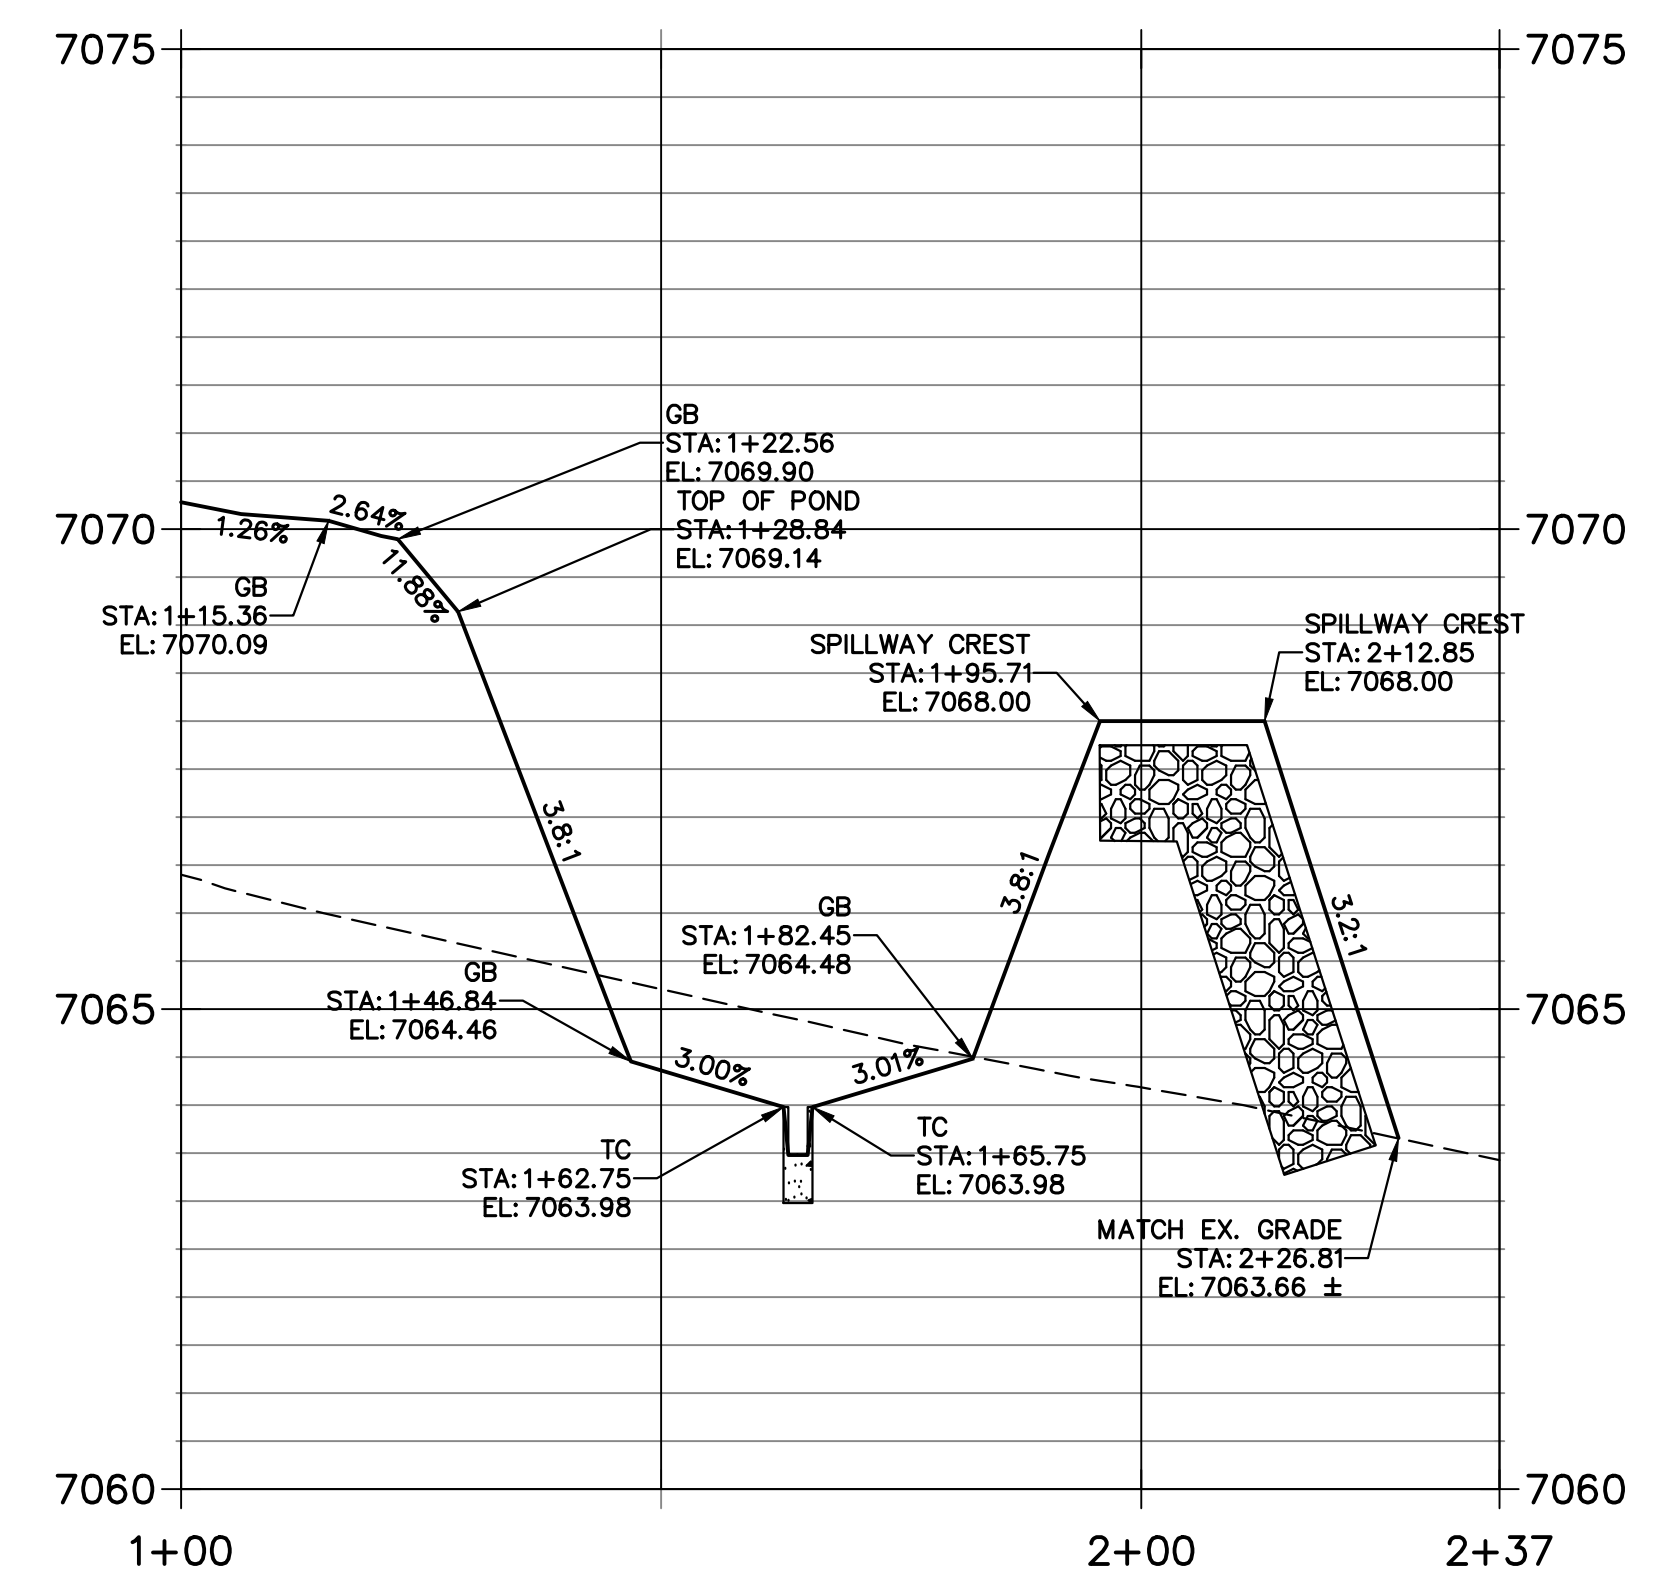 7075
7075
GB
STA: 1+22.56
EL: 7069.90
TOP OF POND
STA: 1+28.84
EL: 7069.14
2.64%
1.26%
7070
7070
11.88%
GB
STA: 1+15.36
EL: 7070.09
SPILLWAY CREST
STA: 1+95.71
EL: 7068.00
SPILLWAY CREST
STA: 2+12.85
EL: 7068.00
3.8:1
3.8:1
3.2:1
GB
STA: 1+82.45
EL: 7064.48
GB
STA: 1+46.84
EL: 7064.46
7065
7065
3.00%
3.01%
TC
STA: 1+62.75
EL: 7063.98
TC
STA: 1+65.75
EL: 7063.98
MATCH EX. GRADE
STA: 2+26.81
EL: 7063.66 ±
7060
7060
1+00
2+00
2+37